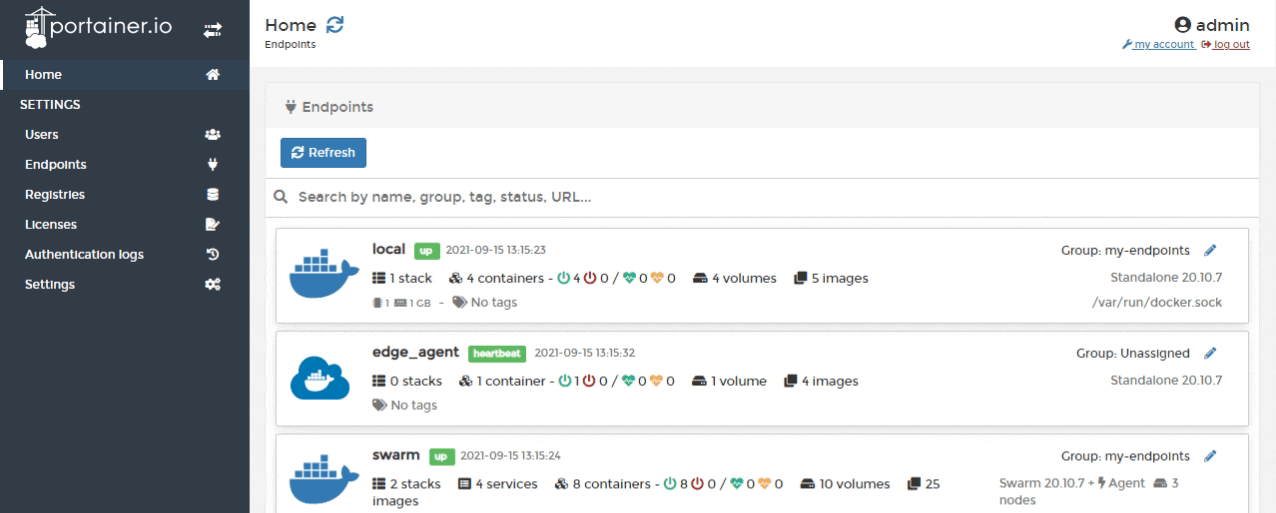 portainer.io
Home
SETTINGS
Users
Endpoints
Registries
Licenses
Authentication logs
Settings
Home
Endpoints
admin
my account log out
Endpoints
Refresh
Search by name, group, tag, status, URL...
local up 2021-09-15 13:15:23 Group: my-endpoints
1 stack 4 containers - 4 0 / 0 0 4 volumes 5 images Standalone 20.10.7
1 1 GB - No tags /var/run/docker.sock
edge_agent heartbeat 2021-09-15 13:15:32 Group: Unassigned
0 stacks 1 container - 1 0 / 0 0 1 volume 4 images Standalone 20.10.7
No tags
swarm up 2021-09-15 13:15:24 Group: my-endpoints
2 stacks 4 services 8 containers - 8 0 / 0 0 10 volumes 25 Swarm 20.10.7 + Agent 3
images nodes